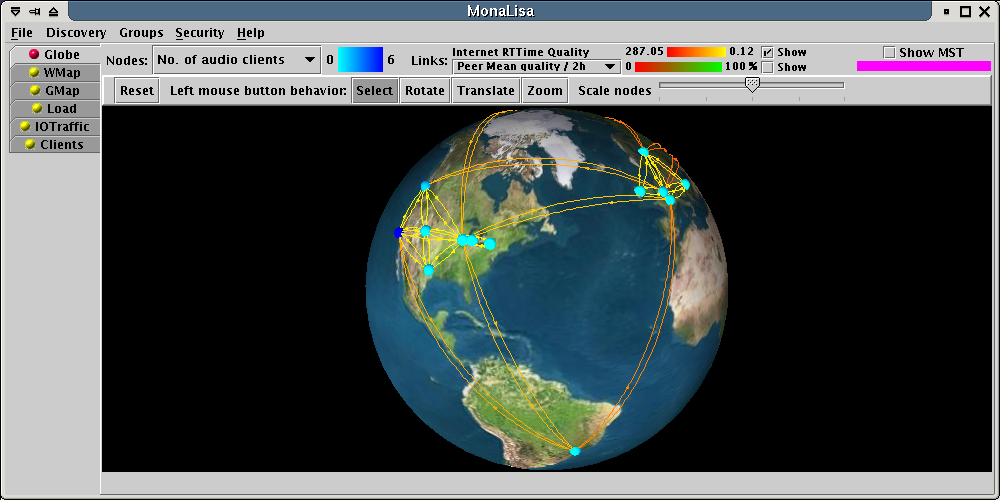 MonaLisa
File Discovery Groups Security Help
Globe
WMap
GMap
Load
IOTraffic
Clients
Nodes: No. of audio clients 0 6 Links: Internet RTTime Quality 287.05 0.12 Show Show MST
Peer Mean quality / 2h 0 100 % Show
Reset Left mouse button behavior: Select Rotate Translate Zoom Scale nodes